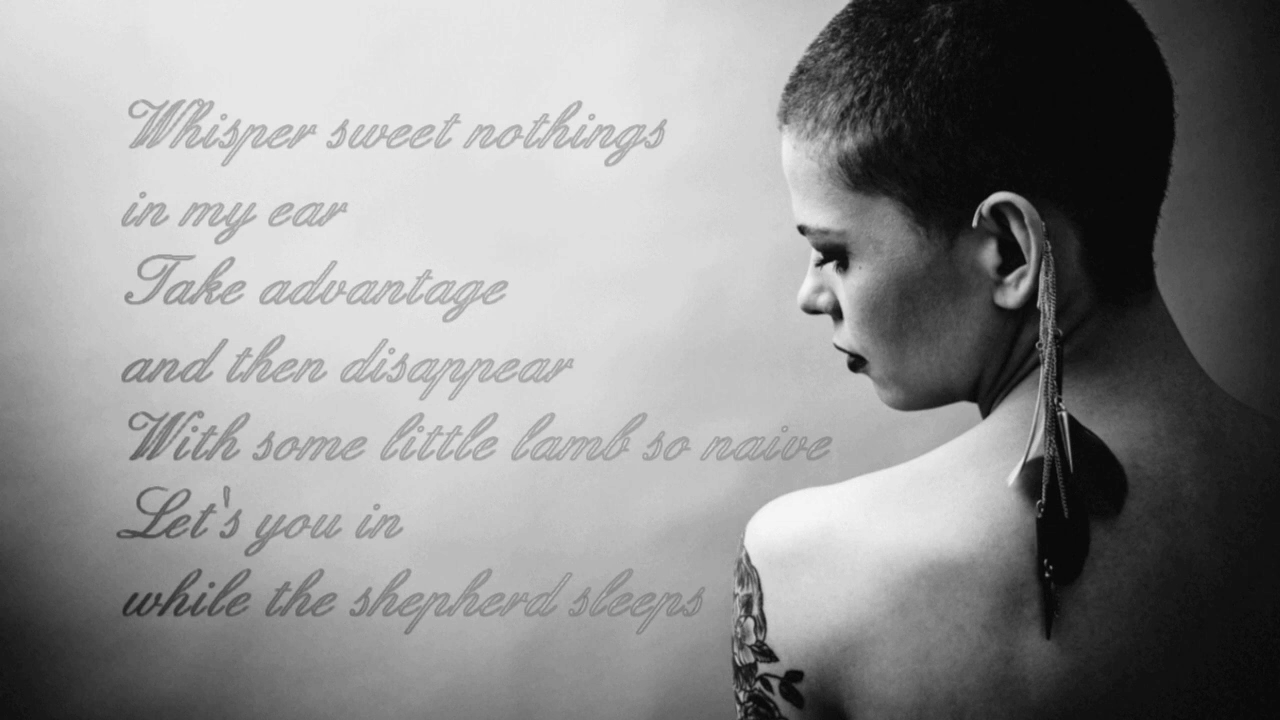 Whisper sweet nothings
in my ear
Take advantage
and then disappear
With some little lamb so naive
Let's you in
while the shepherd sleeps